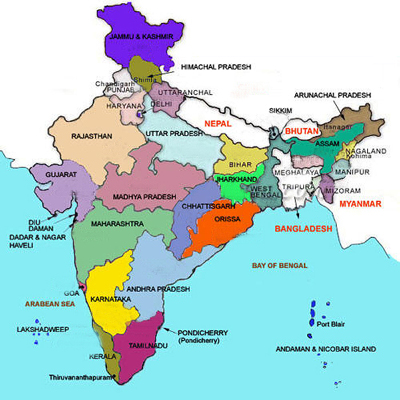 JAMMU & KASHMIR
HIMACHAL PRADESH
Shimla
Chandigarh
PUNJAB
UTTARANCHAL
HARYANA
DELHI
ARUNACHAL PRADESH
SIKKIM
Itanagar
NEPAL
BHUTAN
RAJASTHAN
UTTAR PRADESH
ASSAM
NAGALAND
Kohima
BIHAR
MEGHALAYA
MANIPUR
GUJARAT
JHARKHAND
WEST
BENGAL
TRIPURA
MIZORAM
MADHYA PRADESH
CHHATTISGARH
MYANMAR
DIU
DAMAN
DADAR & NAGAR
HAVELI
MAHARASHTRA
ORISSA
BANGLADESH
BAY OF BENGAL
GOA
ANDHRA PRADESH
ARABEAN SEA
KARNATAKA
LAKSHADWEEP
PONDICHERRY
(Pondicherry)
Port Blair
KERALA
TAMILNADU
ANDAMAN & NICOBAR ISLAND
Thiruvananthapuram